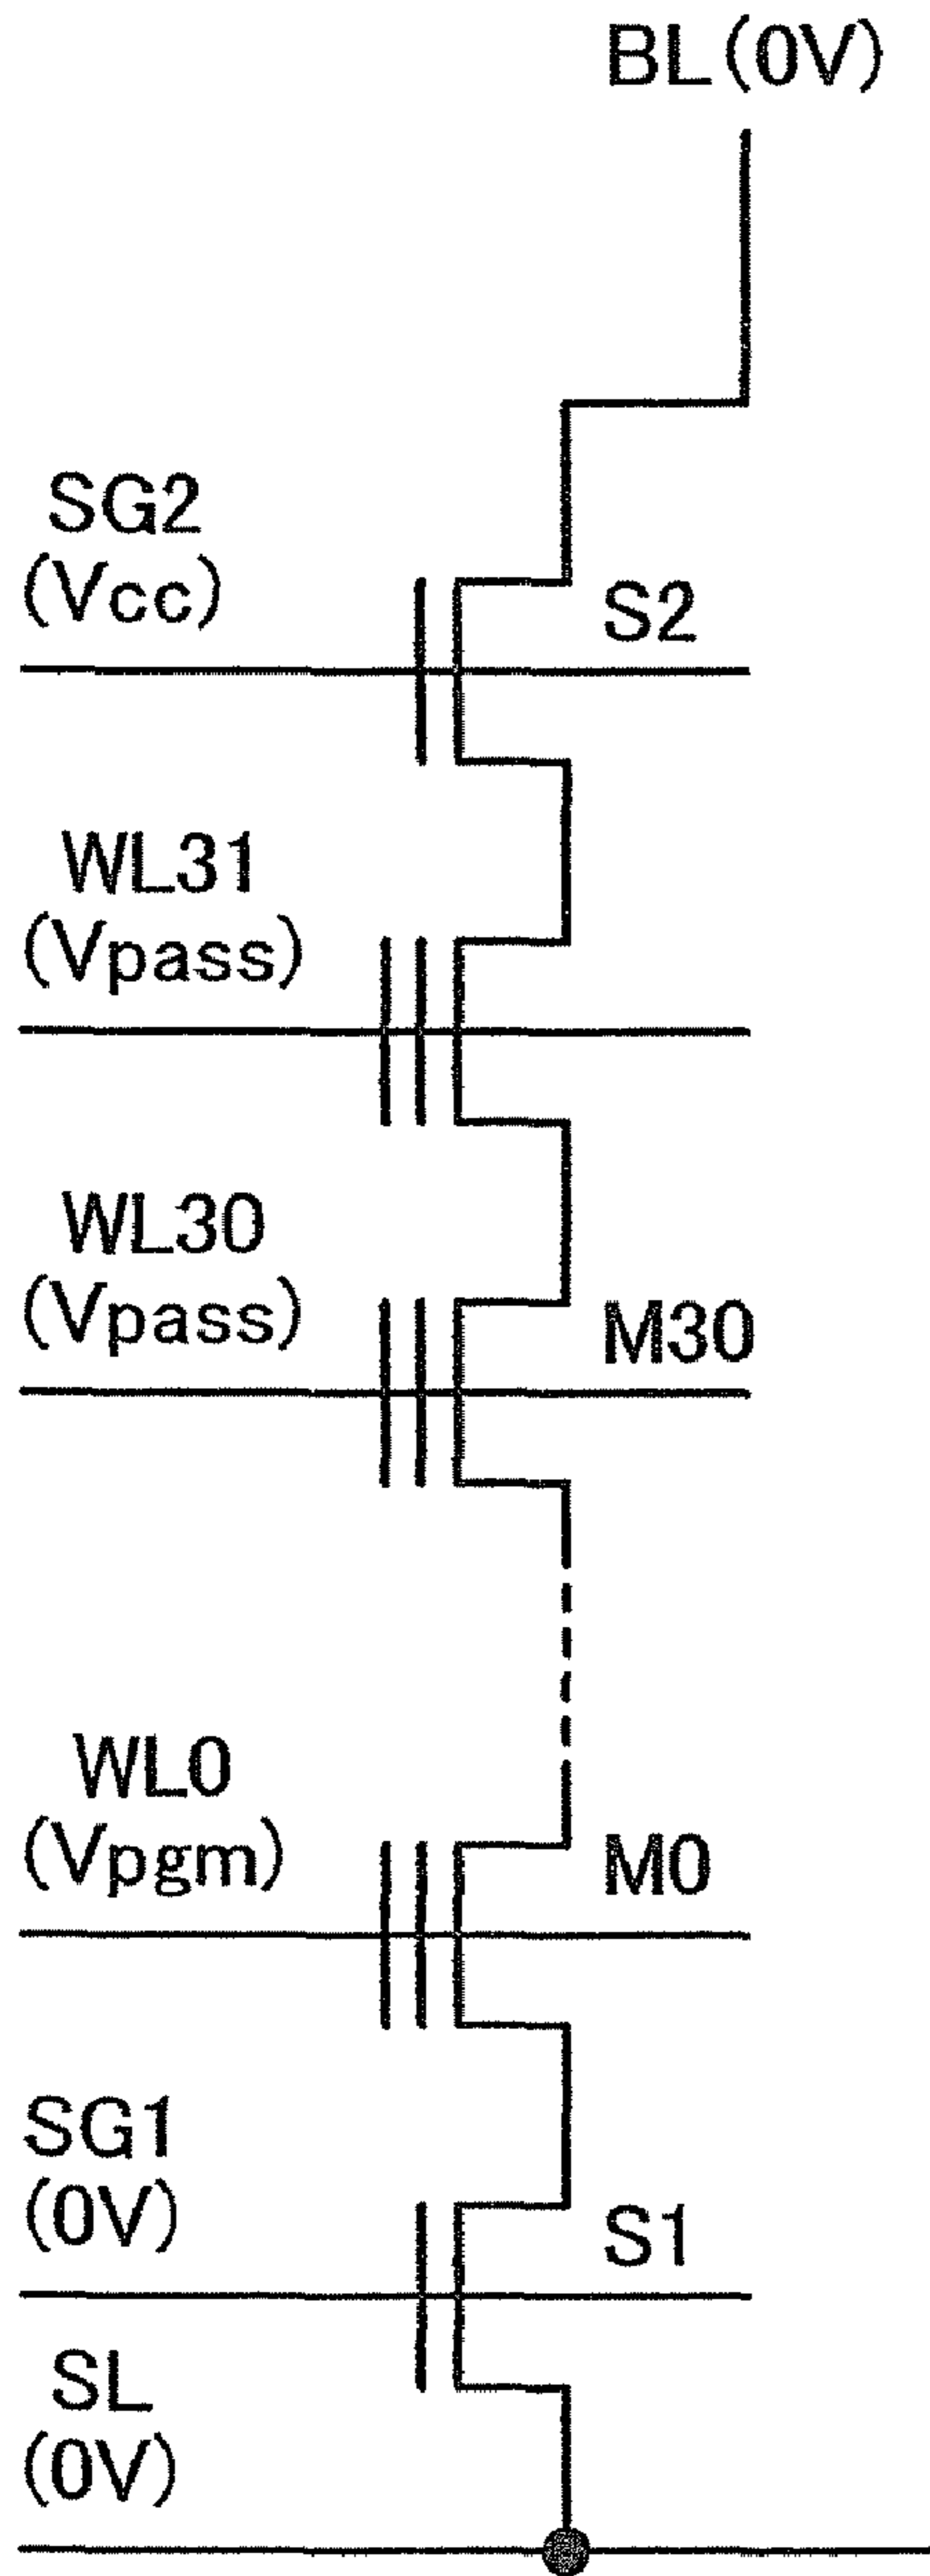 BL(0V)
SG2
(Vcc)
S2
WL31
(Vpass)
WL30
(Vpass)
M30
WL0
(Vpgm)
M0
SG1
(0V)
S1
SL
(0V)